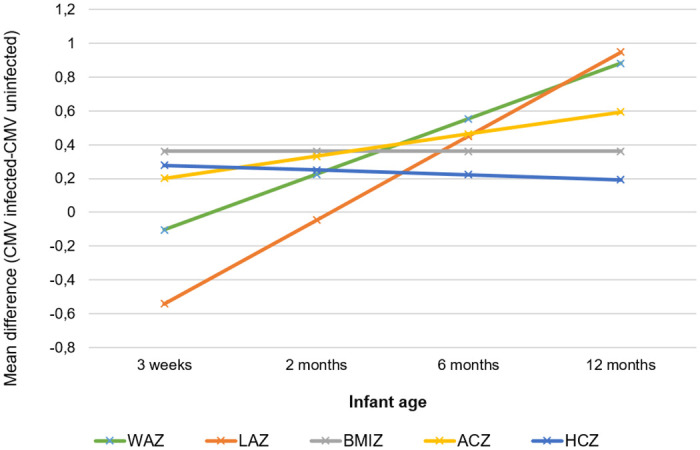 Mean difference (CMV infected-CMV uninfected)
1,2
1
0,8
0,6
0,4
0,2
0
-0,2
-0,4
-0,6
-0,8
3 weeks 2 months 6 months 12 months
Infant age
WAZ LAZ BMIZ ACZ HCZ